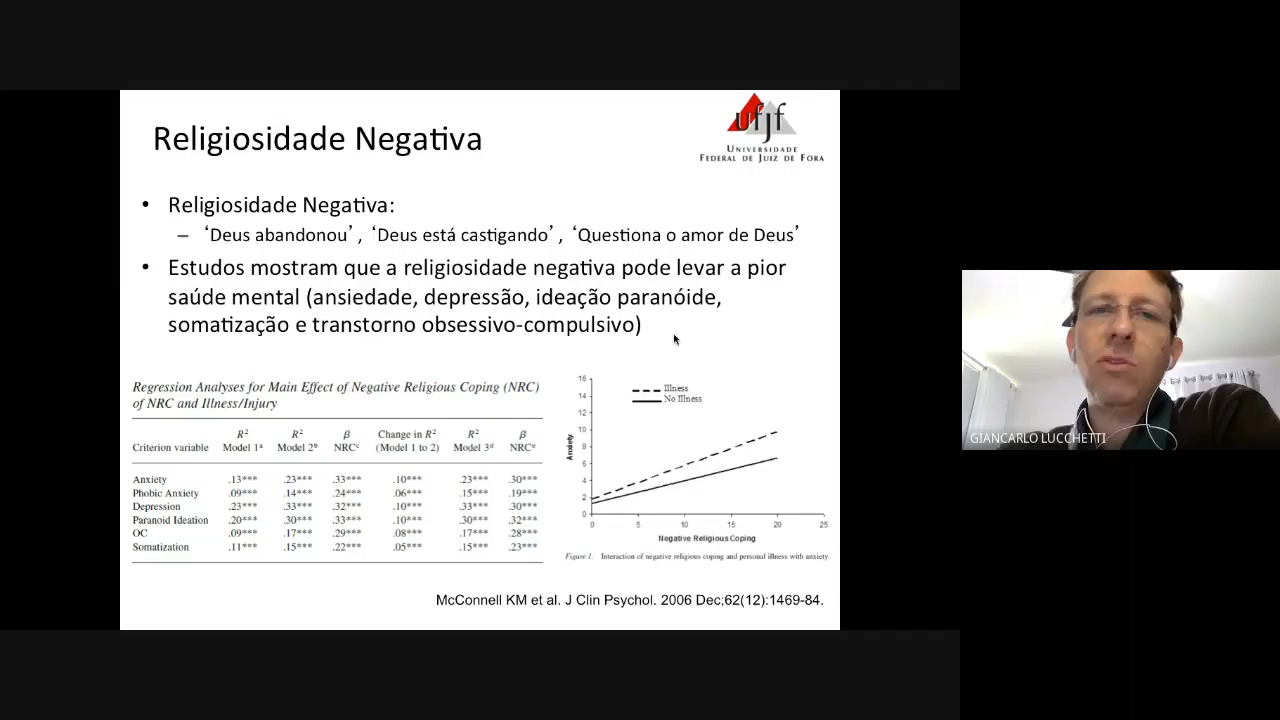 Religiosidade Negativa
ufjf
UNIVERSIDADE
FEDERAL DE JUIZ DE FORA
• Religiosidade Negativa:
– ‘Deus abandonou’, ‘Deus está castigando’, ‘Questiona o amor de Deus’
• Estudos mostram que a religiosidade negativa pode levar a pior
saúde mental (ansiedade, depressão, ideação paranóide,
somatização e transtorno obsessivo-compulsivo)
Regression Analyses for Main Effect of Negative Religious Coping (NRC)
of NRC and Illness/Injury
R² R² β Change in R² R² β
Criterion variable Model 1ᵃ Model 2ᵇ NRCᶜ (Model 1 to 2) Model 3ᵈ NRCᵉ
Anxiety .13*** .23*** .33*** .10*** .23*** .30***
Phobic Anxiety .09*** .14*** .24*** .06*** .15*** .19***
Depression .23*** .33*** .32*** .10*** .33*** .30***
Paranoid Ideation .20*** .30*** .33*** .10*** .30*** .32***
OC .09*** .17*** .29*** .08*** .17*** .28***
Somatization .11*** .15*** .22*** .05*** .15*** .23***
Illness
No Illness
16
14
12
10
8
6
4
2
0
Anxiety
0 5 10 15 20 25
Negative Religious Coping
Figure 1. Interaction of negative religious coping and personal illness with anxiety.
McConnell KM et al. J Clin Psychol. 2006 Dec;62(12):1469-84.
GIANCARLO LUCCHETTI